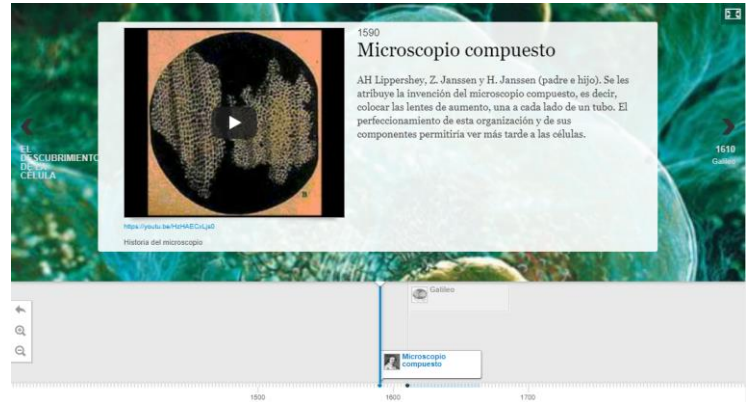 1590
Microscopio compuesto
AH Lippershey, Z. Janssen y H. Janssen (padre e hijo). Se les
atribuye la invención del microscopio compuesto, es decir,
colocar las lentes de aumento, una a cada lado de un tubo. El
perfeccionamiento de esta organización y de sus
componentes permitiría ver más tarde a las células.
EL
DESCUBRIMIENTO
DE LA
CÉLULA
1610
Galileo
Historia del microscopio
Galileo
Microscopio
compuesto
1500
1600
1700